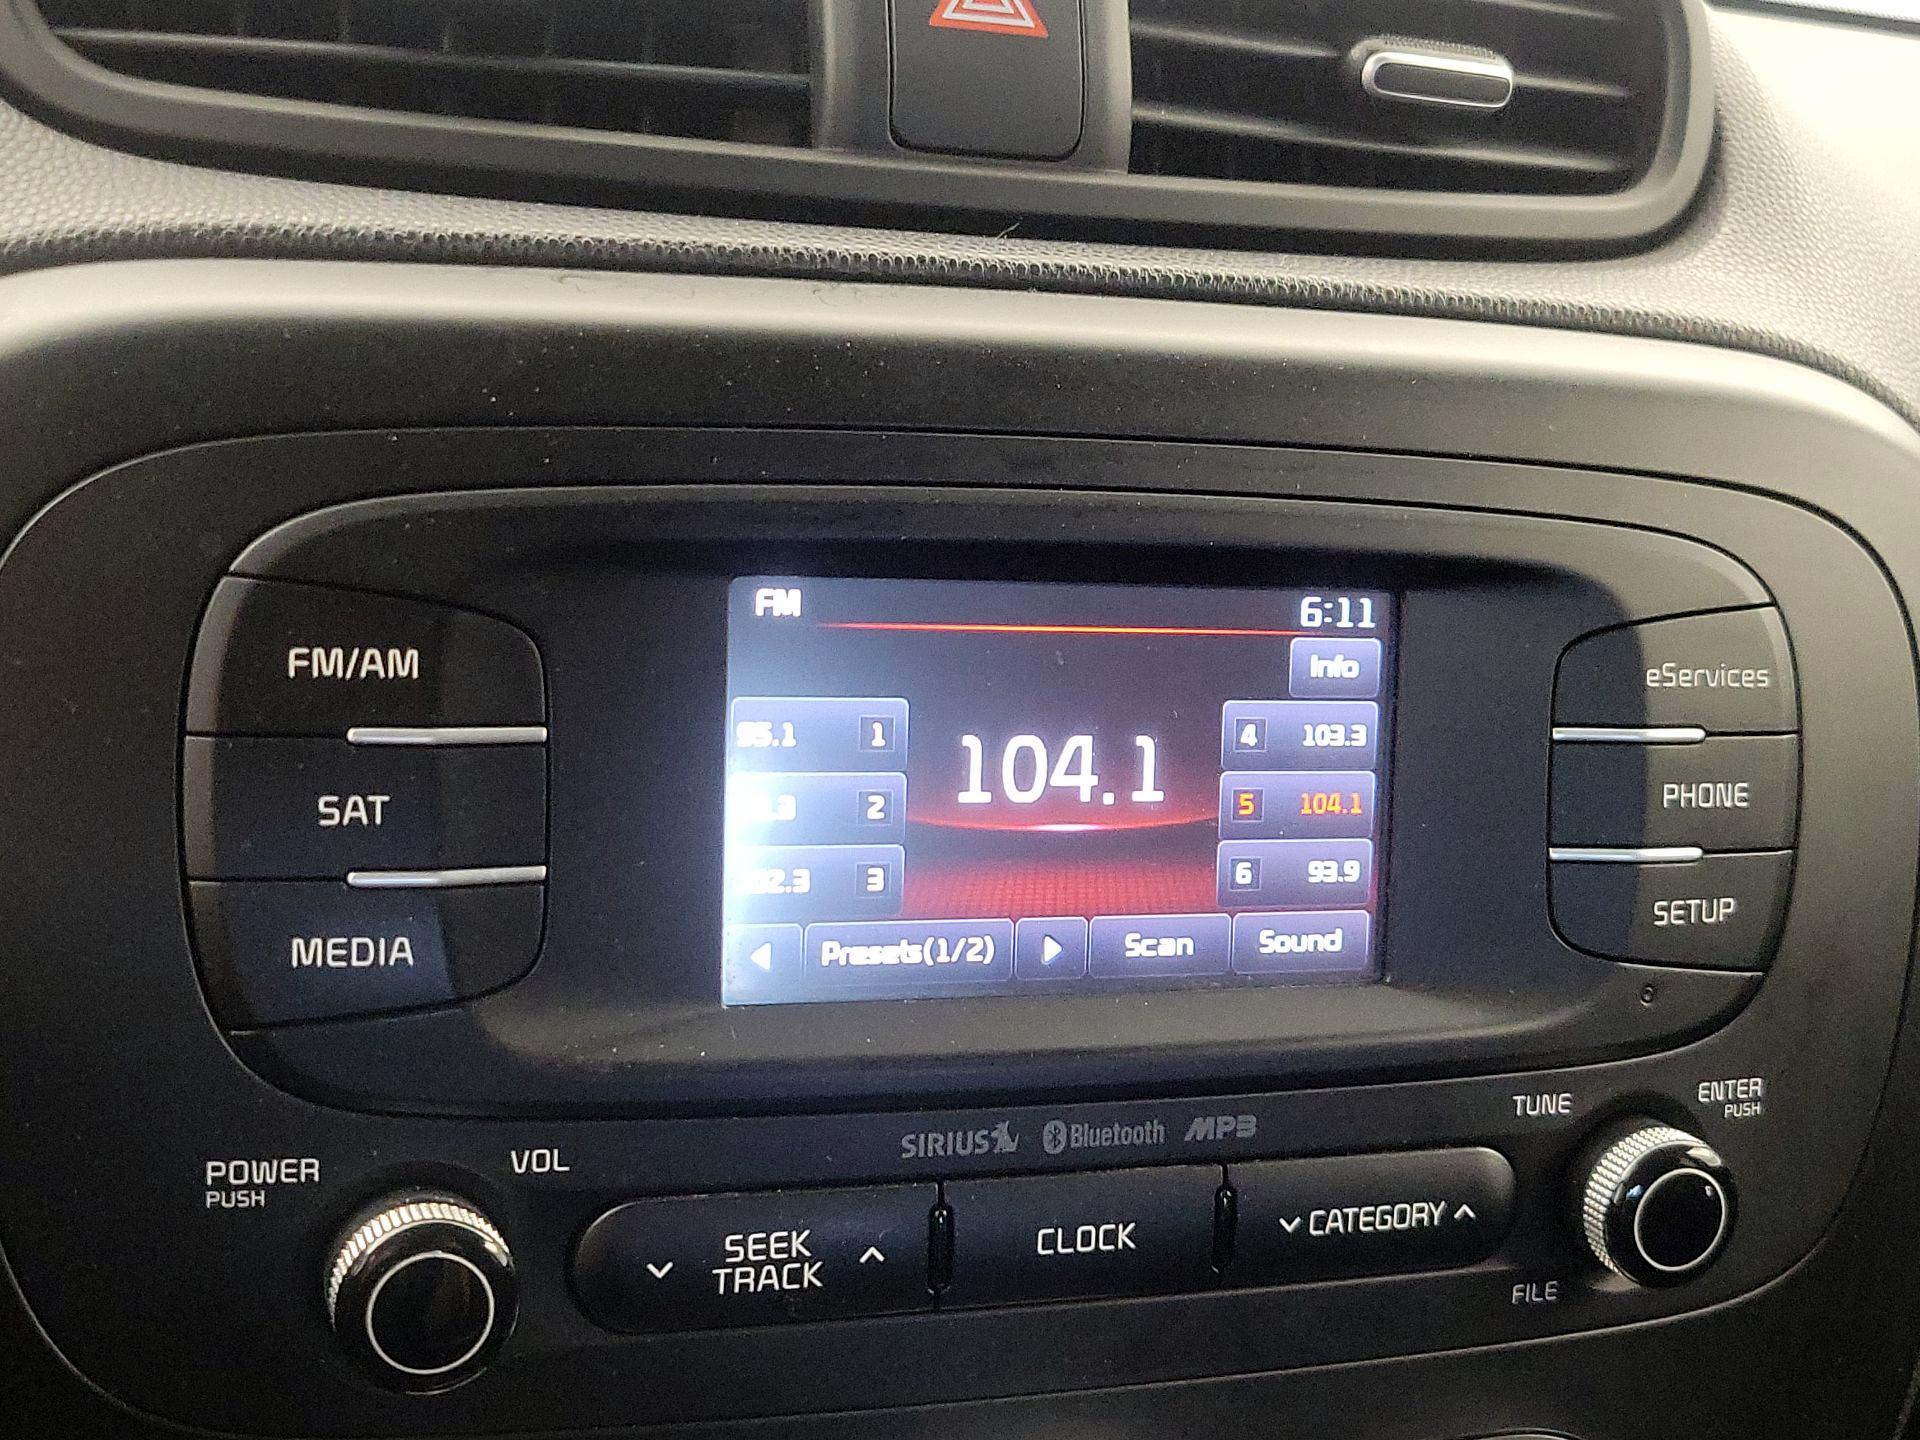 FM 6:11
Info
95.1 1
104.1
4 103.3
2
5 104.1
3
6 93.9
Presets(1/2) Scan Sound
FM/AM
SAT
MEDIA
eServices
PHONE
SETUP
SIRIUS Bluetooth MP3
POWER
PUSH
VOL
SEEK
TRACK
CLOCK
CATEGORY
TUNE
ENTER
PUSH
FILE